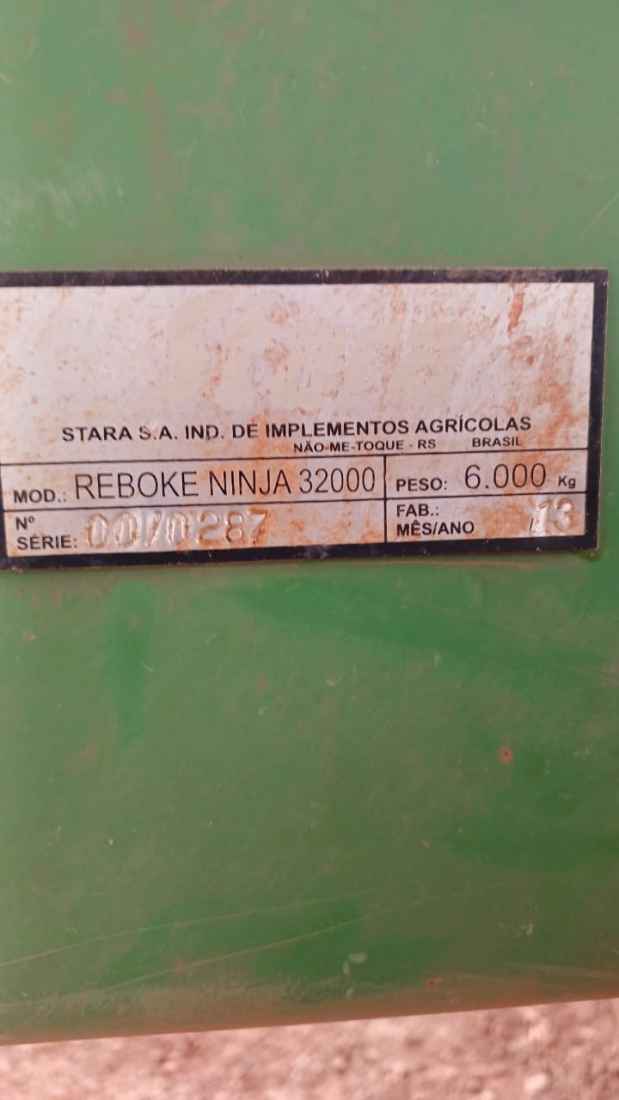 STARA S.A. IND. DE IMPLEMENTOS AGRÍCOLAS
NÃO-ME-TOQUE - RS BRASIL
MOD.: REBOKE NINJA 32000 PESO: 6.000 Kg
Nº SÉRIE: FAB.: MÊS/ANO 13